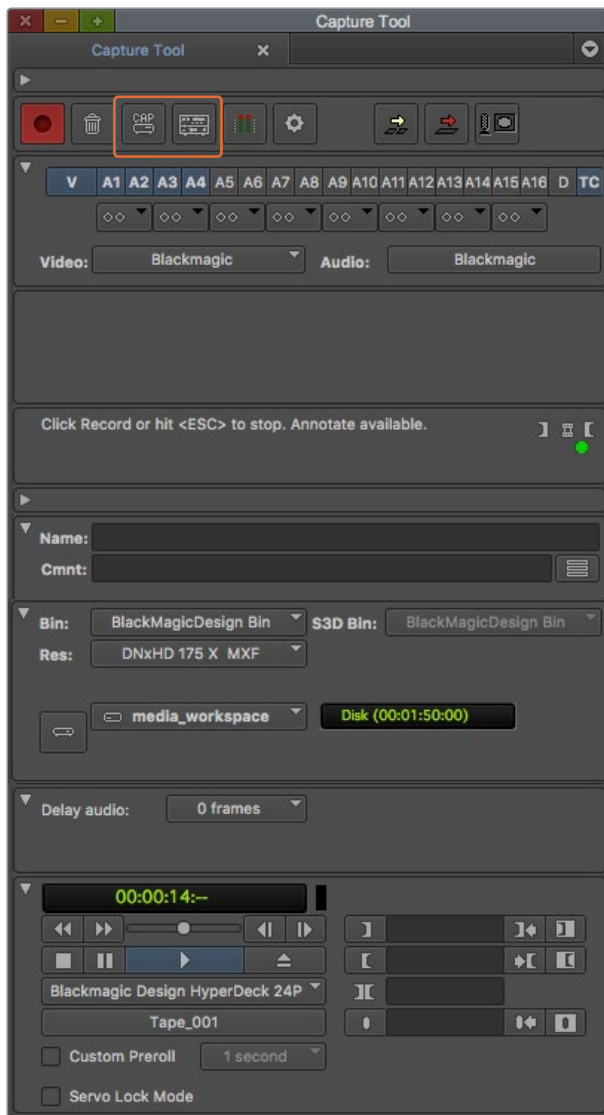 Capture Tool
Capture Tool
CAP
V A1 A2 A3 A4 A5 A6 A7 A8 A9 A10 A11 A12 A13 A14 A15 A16 D TC
Video: Blackmagic Audio: Blackmagic
Click Record or hit <ESC> to stop. Annotate available.
Name:
Cmnt:
Bin: BlackMagicDesign Bin S3D Bin: BlackMagicDesign Bin
Res: DNxHD 175 X MXF
media_workspace Disk (00:01:50:00)
Delay audio: 0 frames
00:00:14:--
Blackmagic Design HyperDeck 24P
Tape_001
Custom Preroll 1 second
Servo Lock Mode